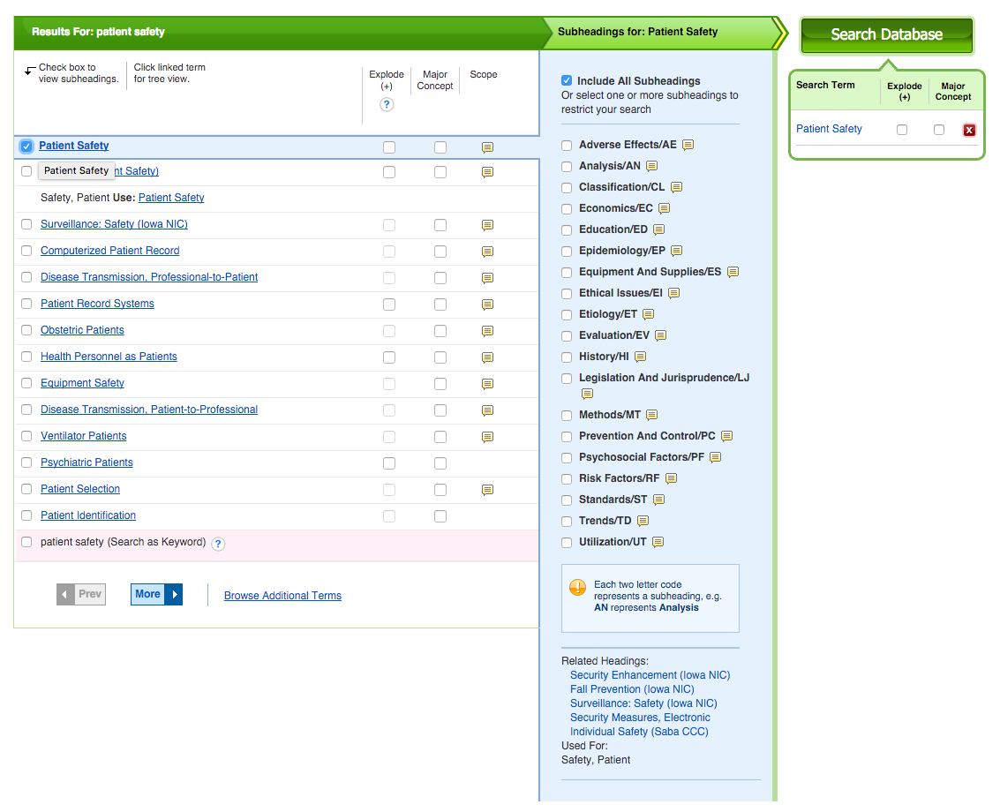 Results For: patient safety
Subheadings for: Patient Safety
Search Database
Check box to
view subheadings.
Click linked term
for tree view.
Explode
(+)
?
Major
Concept
Scope
Patient Safety
Patient Safety nt Safety)
Safety, Patient Use: Patient Safety
Surveillance: Safety (Iowa NIC)
Computerized Patient Record
Disease Transmission, Professional-to-Patient
Patient Record Systems
Obstetric Patients
Health Personnel as Patients
Equipment Safety
Disease Transmission, Patient-to-Professional
Ventilator Patients
Psychiatric Patients
Patient Selection
Patient Identification
patient safety (Search as Keyword) ?
Prev
More
Browse Additional Terms
Include All Subheadings
Or select one or more subheadings to
restrict your search
Adverse Effects/AE
Analysis/AN
Classification/CL
Economics/EC
Education/ED
Epidemiology/EP
Equipment And Supplies/ES
Ethical Issues/EI
Etiology/ET
Evaluation/EV
History/HI
Legislation And Jurisprudence/LJ
Methods/MT
Prevention And Control/PC
Psychosocial Factors/PF
Risk Factors/RF
Standards/ST
Trends/TD
Utilization/UT
! Each two letter code
represents a subheading, e.g.
AN represents Analysis
Related Headings:
Security Enhancement (Iowa NIC)
Fall Prevention (Iowa NIC)
Surveillance: Safety (Iowa NIC)
Security Measures, Electronic
Individual Safety (Saba CCC)
Used For:
Safety, Patient
Search Term
Explode
(+)
Major
Concept
Patient Safety
X